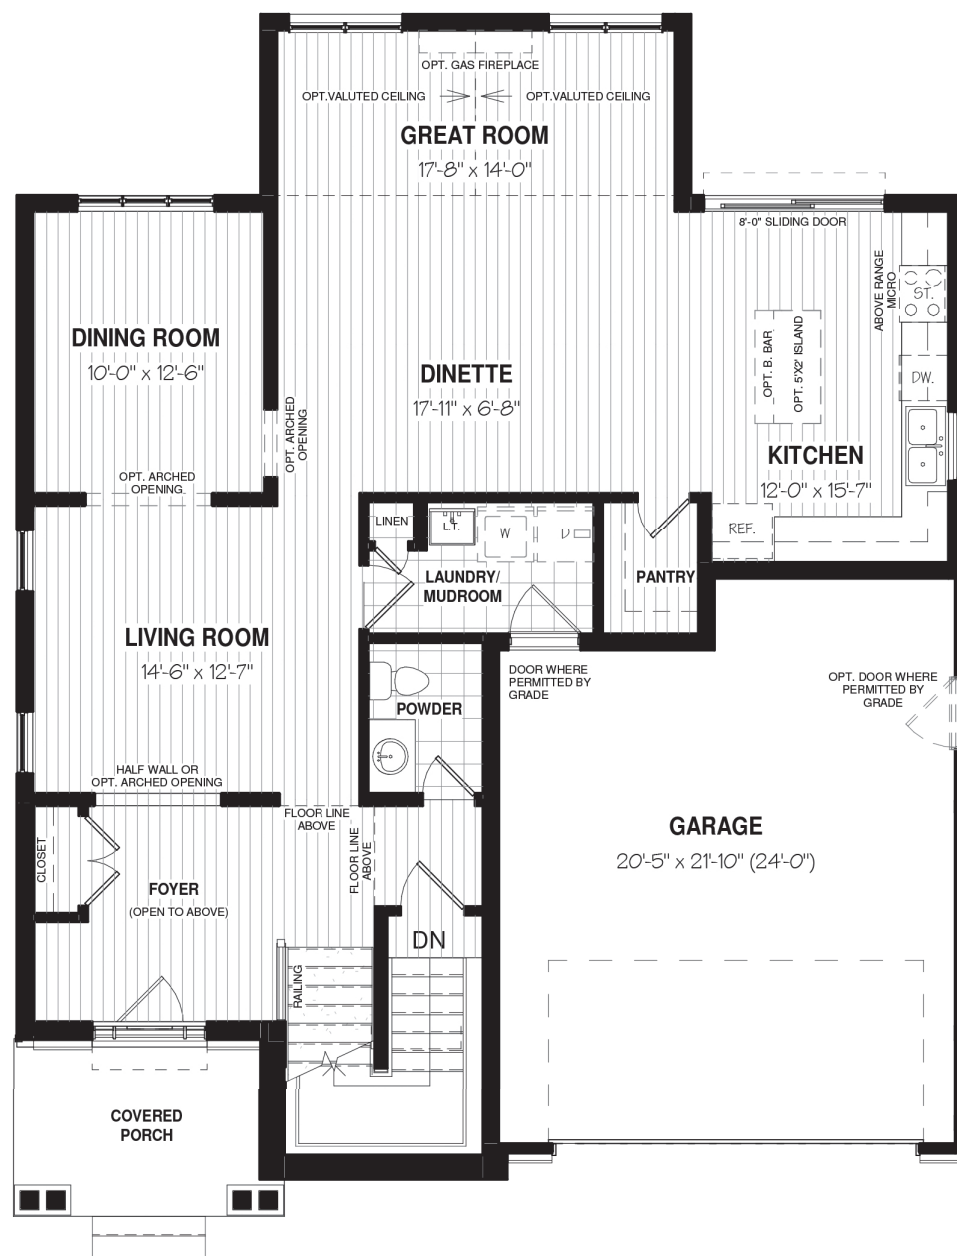 OPT. GAS FIREPLACE
OPT.VALUTED CEILING
OPT.VALUTED CEILING
GREAT ROOM
17'-8" x 14'-0"
8'-0" SLIDING DOOR
ABOVE RANGE
MICRO
ST.
DINING ROOM
10'-0" x 12'-6"
DINETTE
17'-11" x 6'-8"
OPT. B. BAR
OPT. 5'X2' ISLAND
DW.
OPT. ARCHED
OPENING
KITCHEN
12'-0" x 15'-7"
OPT. ARCHED
OPENING
LINEN
L.T.
W
D
REF.
LAUNDRY/
MUDROOM
PANTRY
LIVING ROOM
14'-6" x 12'-7"
DOOR WHERE
PERMITTED BY
GRADE
OPT. DOOR WHERE
PERMITTED BY
GRADE
POWDER
HALF WALL OR
OPT. ARCHED OPENING
FLOOR LINE
ABOVE
FLOOR LINE
ABOVE
GARAGE
20'-5" x 21'-10" (24'-0")
CLOSET
FOYER
(OPEN TO ABOVE)
DN
RAILING
COVERED
PORCH